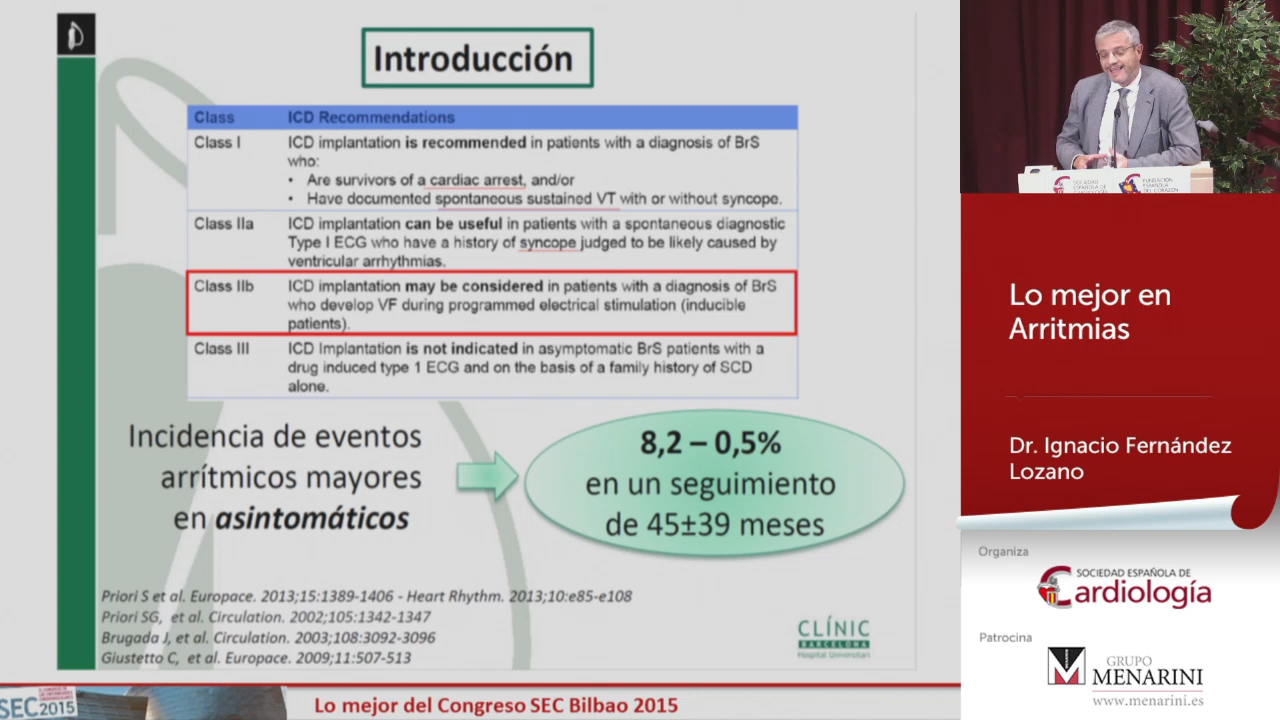 Introducción
Class ICD Recommendations
Class I ICD implantation is recommended in patients with a diagnosis of BrS
who:
• Are survivors of a cardiac arrest, and/or
• Have documented spontaneous sustained VT with or without syncope.
Class IIa ICD implantation can be useful in patients with a spontaneous diagnostic
Type I ECG who have a history of syncope judged to be likely caused by
ventricular arrhythmias.
Class IIb ICD implantation may be considered in patients with a diagnosis of BrS
who develop VF during programmed electrical stimulation (inducible
patients).
Class III ICD Implantation is not indicated in asymptomatic BrS patients with a
drug induced type 1 ECG and on the basis of a family history of SCD
alone.
Incidencia de eventos
arrítmicos mayores
en asintomáticos
8,2 – 0,5%
en un seguimiento
de 45±39 meses
Priori S et al. Europace. 2013;15:1389-1406 - Heart Rhythm. 2013;10:e85-e108
Priori SG, et al. Circulation. 2002;105:1342-1347
Brugada J, et al. Circulation. 2003;108:3092-3096
Giustetto C, et al. Europace. 2009;11:507-513
CLÍNIC
BARCELONA
Hospital Universitari
SEC2015
Lo mejor del Congreso SEC Bilbao 2015
SOCIEDAD
ESPAÑOLA DE
CARDIOLOGÍA
FUNDACIÓN
ESPAÑOLA
DEL CORAZÓN
Lo mejor en
Arritmias
Dr. Ignacio Fernández
Lozano
Organiza
SOCIEDAD ESPAÑOLA DE
Cardiología
Patrocina
GRUPO
MENARINI
www.menarini.es